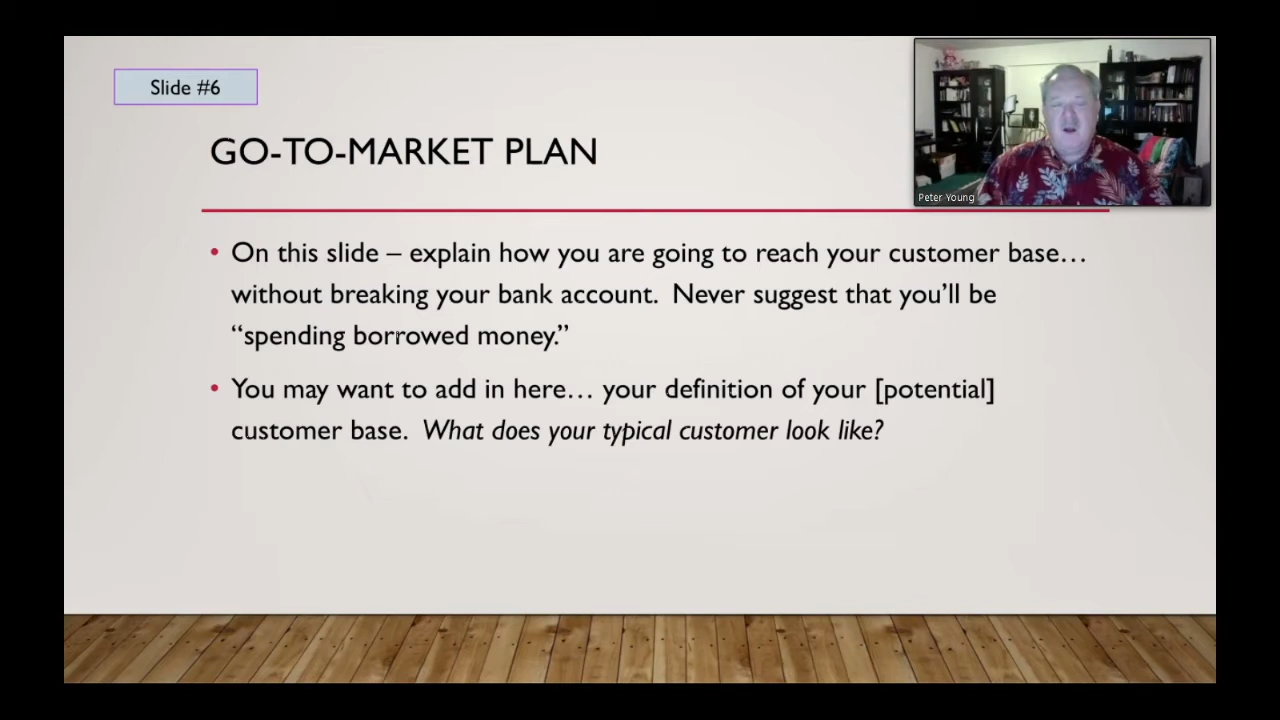 Slide #6
GO-TO-MARKET PLAN
Peter Young
• On this slide – explain how you are going to reach your customer base…
without breaking your bank account.  Never suggest that you’ll be
“spending borrowed money.”
• You may want to add in here… your definition of your [potential]
customer base.  What does your typical customer look like?